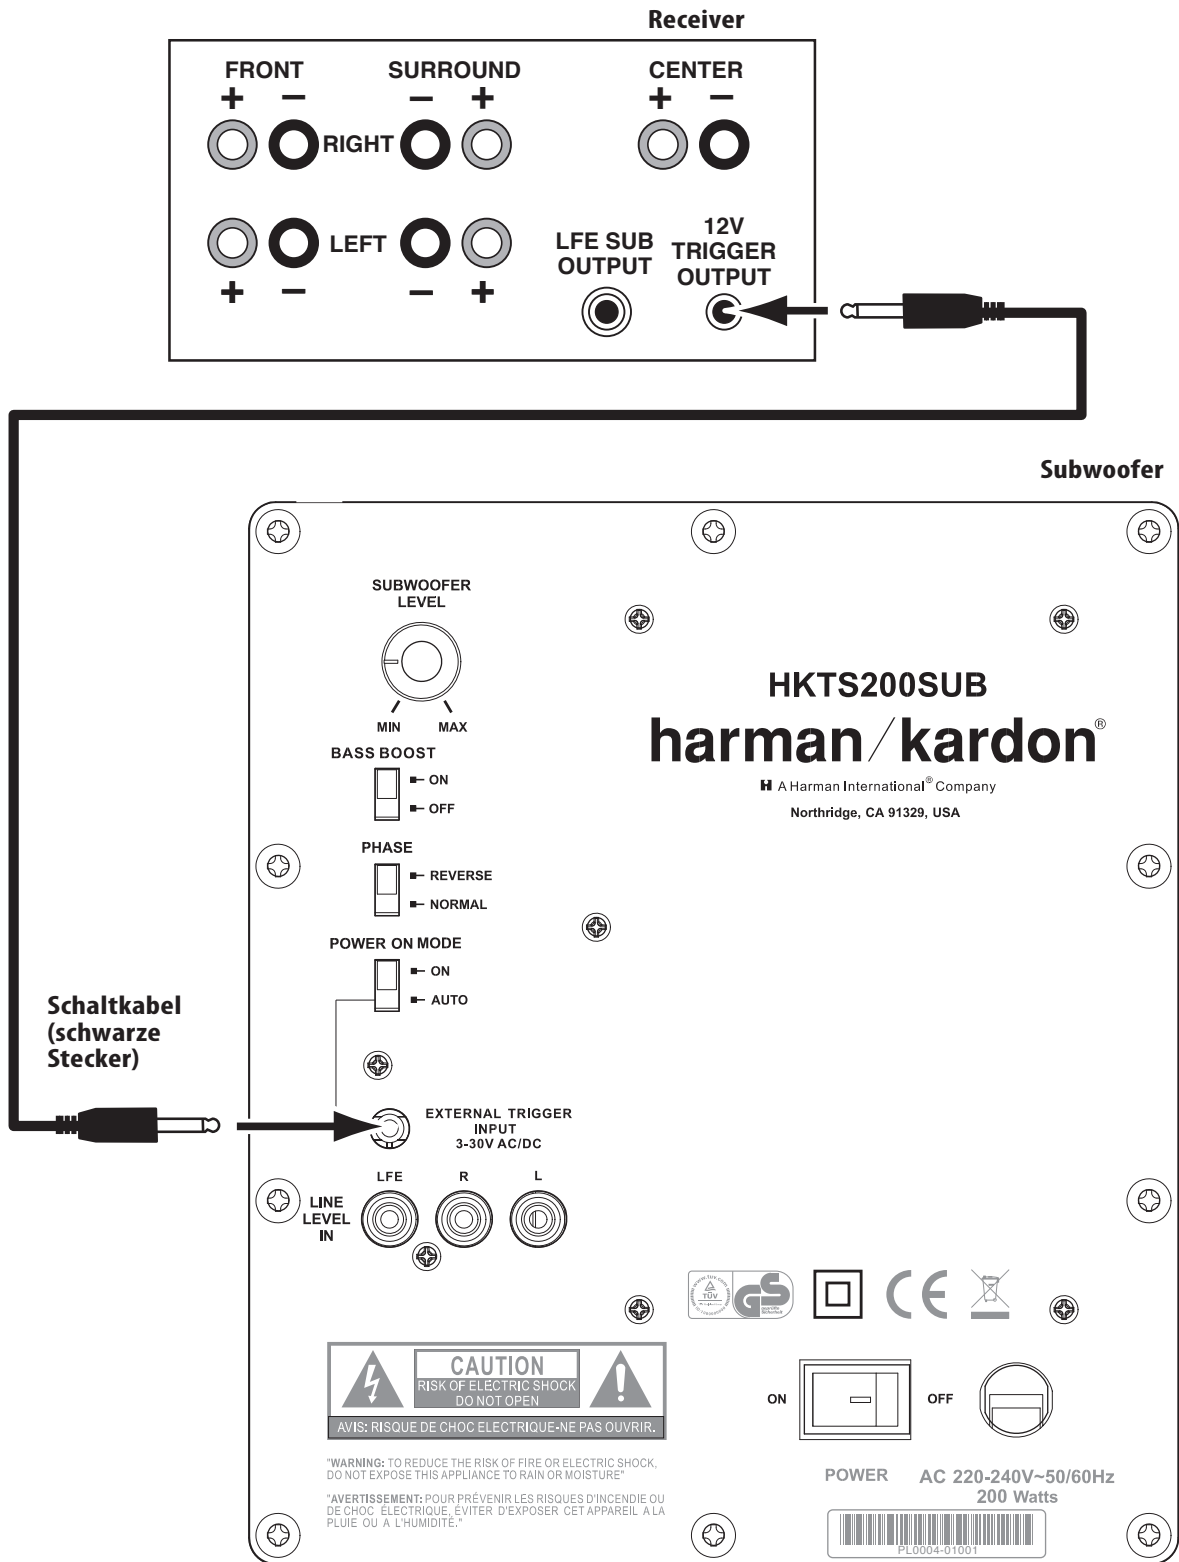 Receiver
FRONT SURROUND CENTER
+ − − + + −
RIGHT
LEFT
+ − − +
LFE SUB
OUTPUT
12V
TRIGGER
OUTPUT
Subwoofer
SUBWOOFER
LEVEL
MIN MAX
BASS BOOST
ON
OFF
PHASE
REVERSE
NORMAL
POWER ON MODE
ON
AUTO
HKTS200SUB
harman/kardon®
A Harman International® Company
Northridge, CA 91329, USA
Schaltkabel
(schwarze
Stecker)
EXTERNAL TRIGGER
INPUT
3-30V AC/DC
LFE R L
LINE
LEVEL
IN
TÜV
GS
geprüfte
Sicherheit
CE
CAUTION
RISK OF ELECTRIC SHOCK
DO NOT OPEN
AVIS: RISQUE DE CHOC ELECTRIQUE-NE PAS OUVRIR.
"WARNING: TO REDUCE THE RISK OF FIRE OR ELECTRIC SHOCK,
DO NOT EXPOSE THIS APPLIANCE TO RAIN OR MOISTURE"
"AVERTISSEMENT: POUR PRÉVENIR LES RISQUES D'INCENDIE OU
DE CHOC ÉLECTRIQUE, ÉVITER D'EXPOSER CET APPAREIL A LA
PLUIE OU A L'HUMIDITÉ."
ON OFF
POWER
AC 220-240V~50/60Hz
200 Watts
PL0004-01001